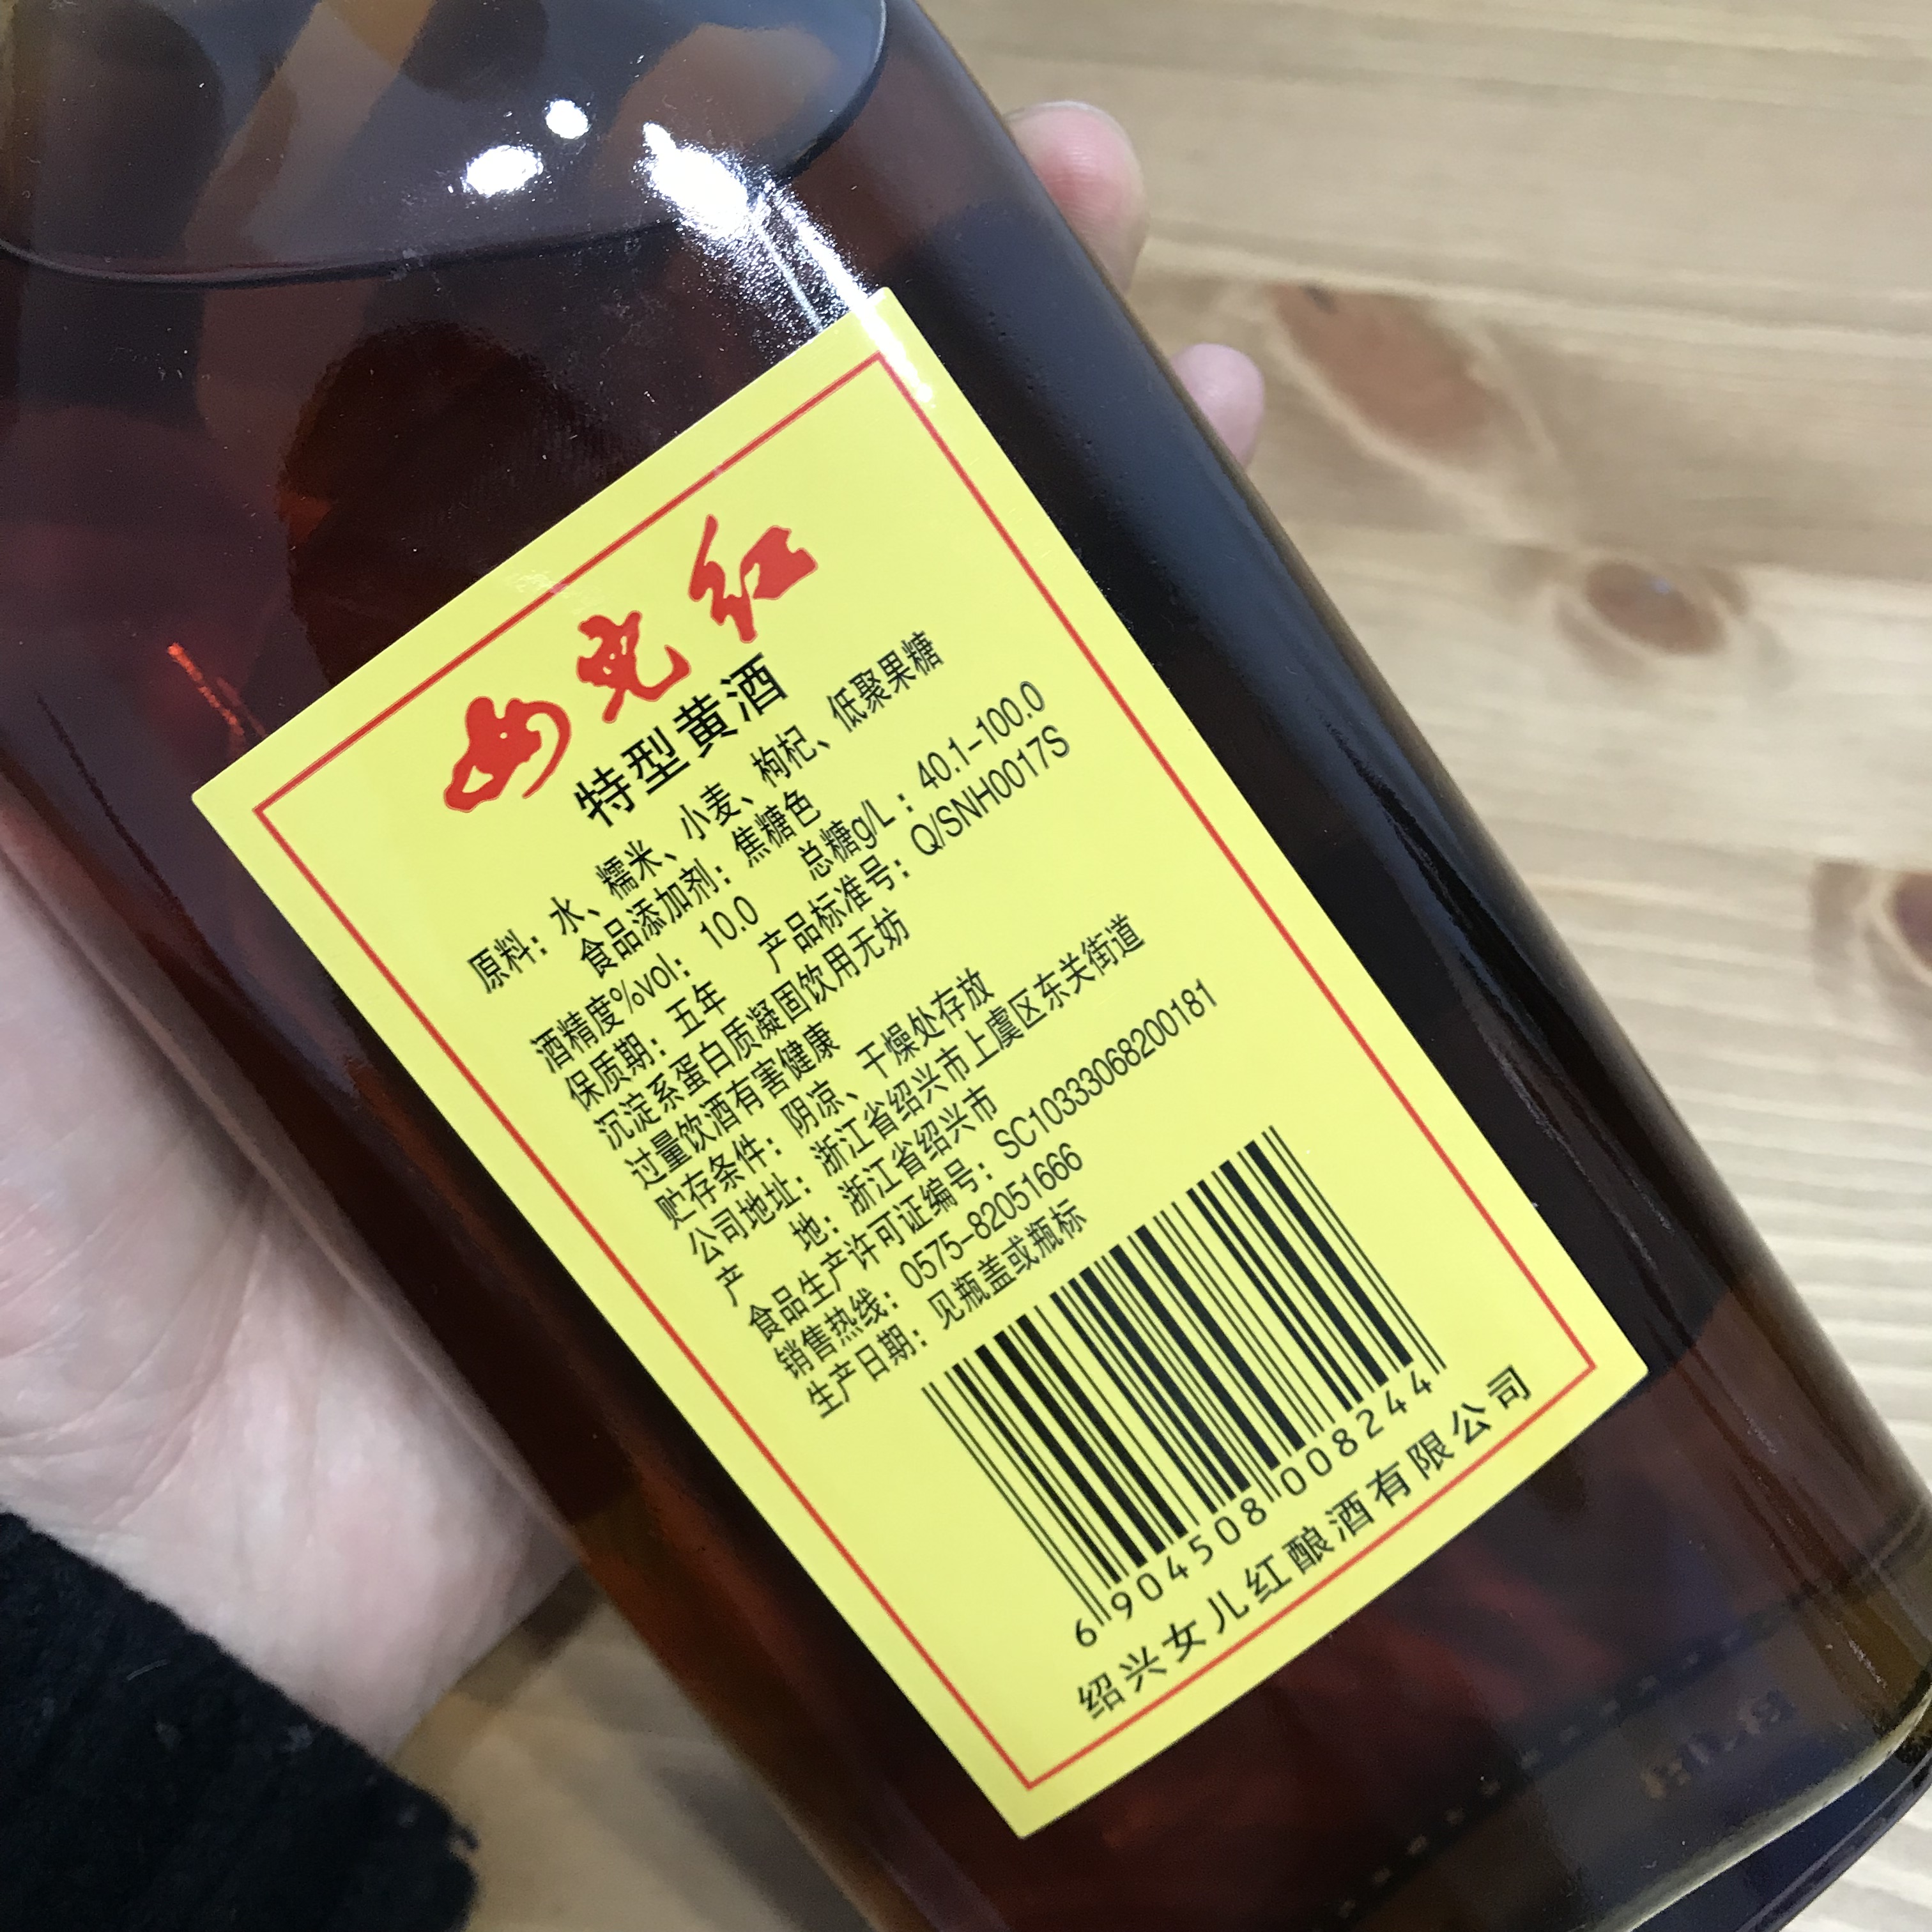 女儿红
特型黄酒
原料：水、糯米、小麦、枸杞、低聚果糖
食品添加剂：焦糖色
酒精度%vol：10.0 总糖g/L：40.1-100.0
保质期：五年 产品标准号：Q/SNH0017S
沉淀系蛋白质凝固饮用无妨
过量饮酒有害健康
贮存条件：阴凉、干燥处存放
公司地址：浙江省绍兴市上虞区东关街道
产 地：浙江省绍兴市
食品生产许可证编号：SC10333068200181
销售热线：0575-82051666
生产日期：见瓶盖或瓶标
6 904508 008244
绍兴女儿红酿酒有限公司